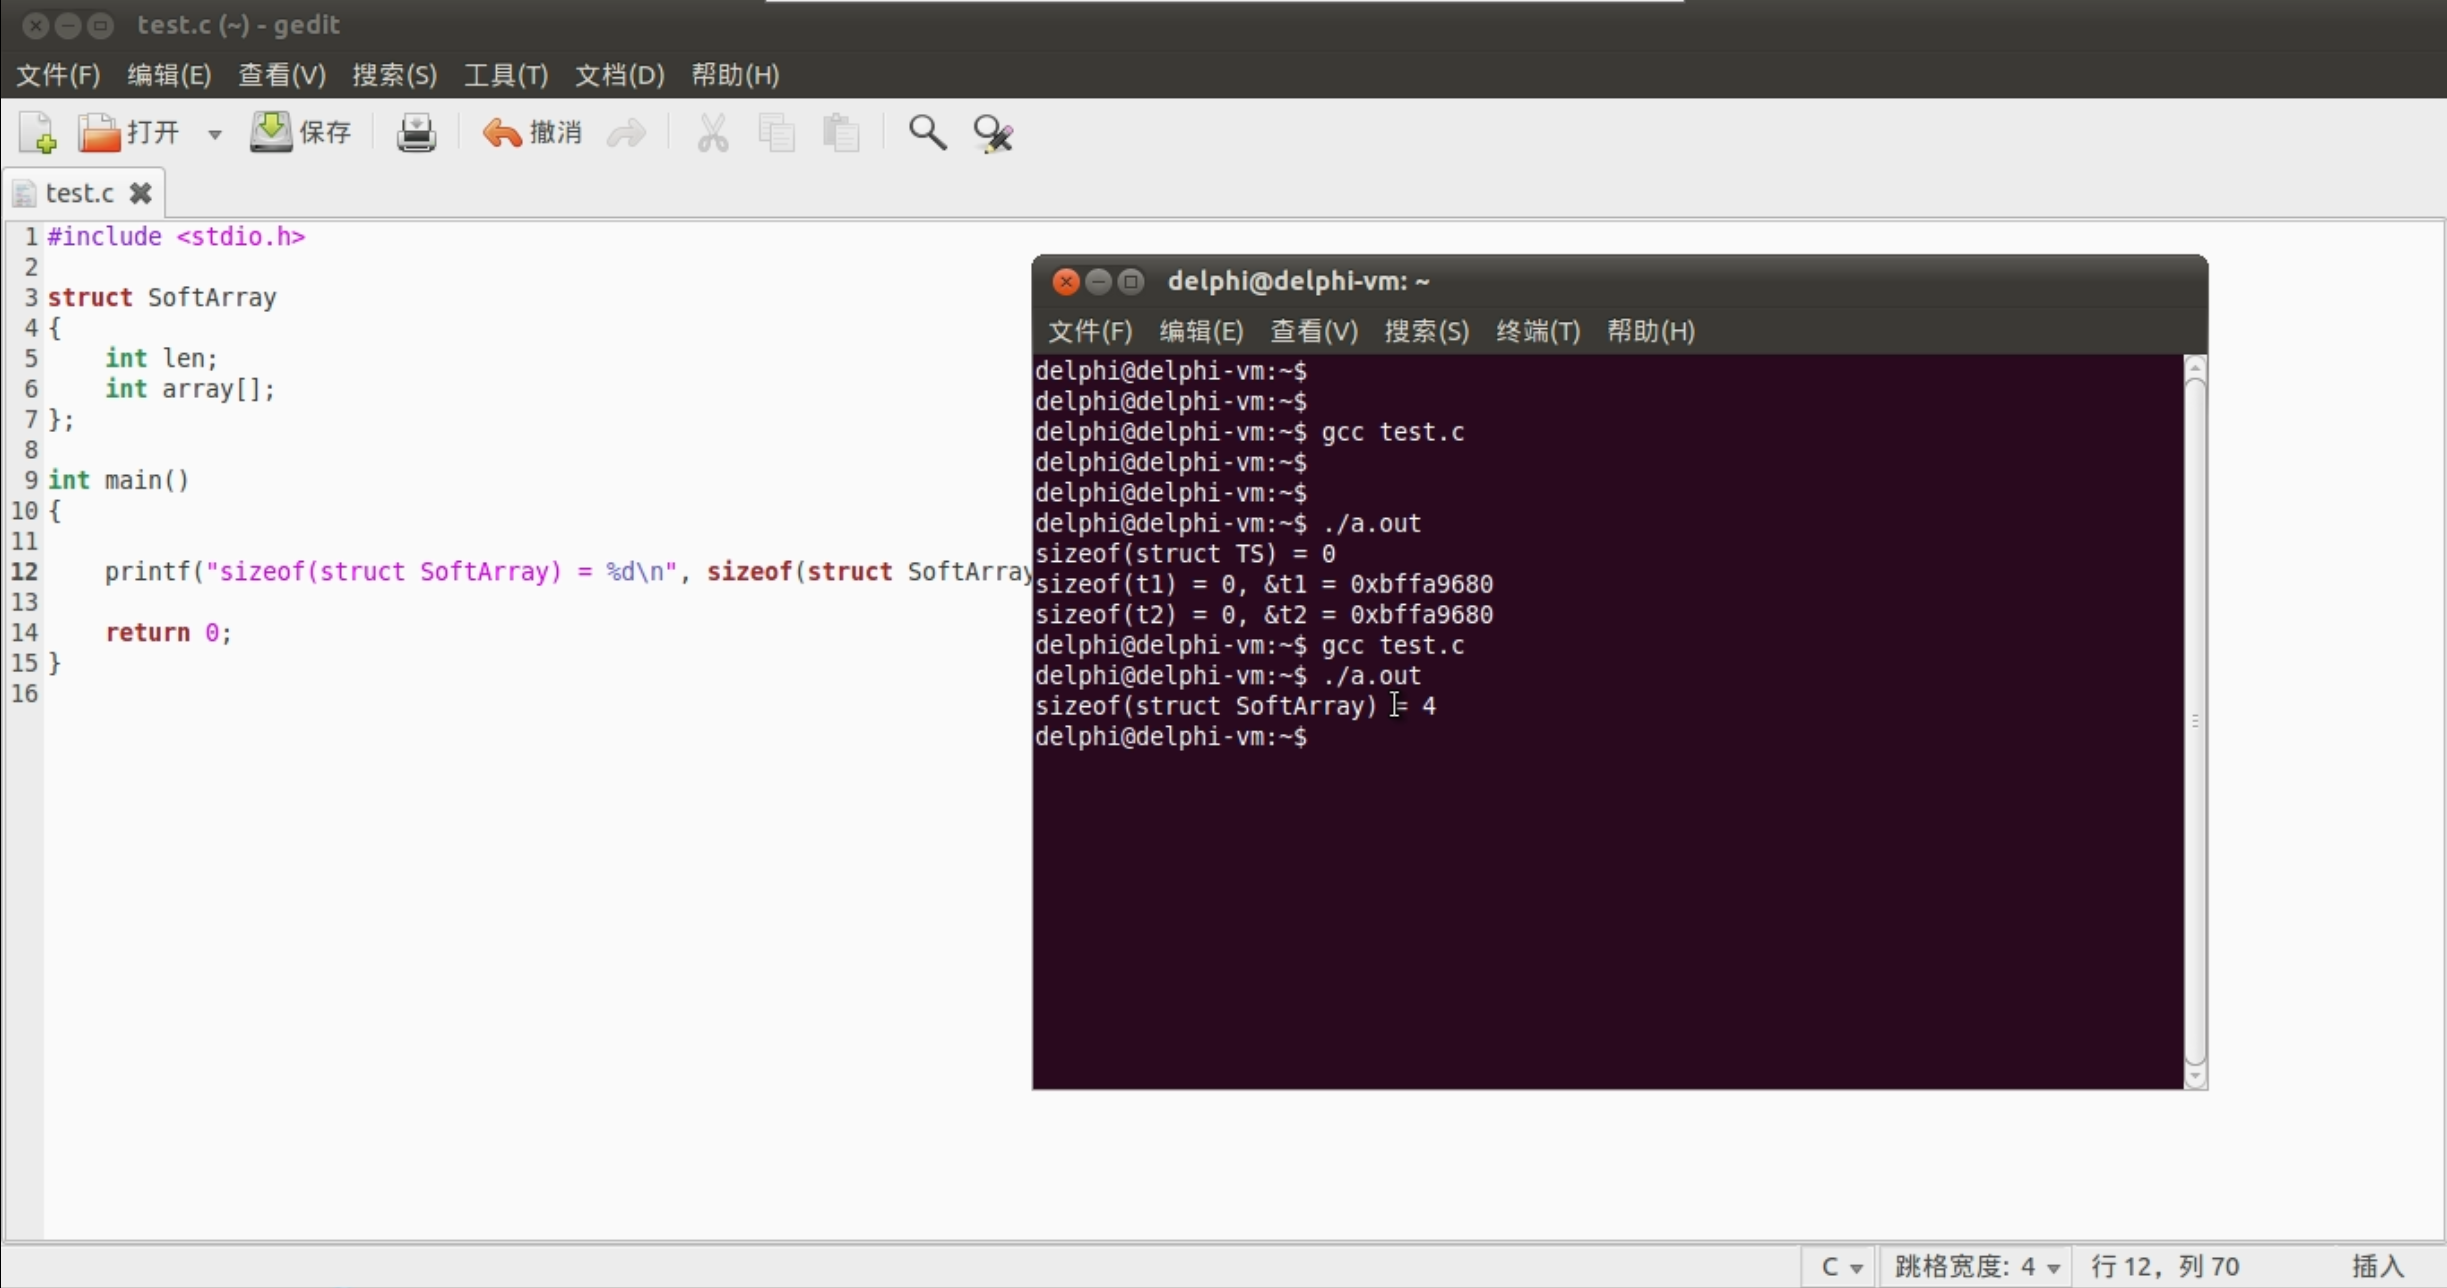 test.c (~) - gedit
文件(F) 编辑(E) 查看(V) 搜索(S) 工具(T) 文档(D) 帮助(H)
打开 保存 撤消
test.c
1 #include <stdio.h>
2
3 struct SoftArray
4 {
5     int len;
6     int array[];
7 };
8
9 int main()
10 {
11
12     printf("sizeof(struct SoftArray) = %d\n", sizeof(struct SoftArray
13
14     return 0;
15 }
16
delphi@delphi-vm: ~
文件(F) 编辑(E) 查看(V) 搜索(S) 终端(T) 帮助(H)
delphi@delphi-vm:~$
delphi@delphi-vm:~$
delphi@delphi-vm:~$ gcc test.c
delphi@delphi-vm:~$
delphi@delphi-vm:~$
delphi@delphi-vm:~$ ./a.out
sizeof(struct TS) = 0
sizeof(t1) = 0, &t1 = 0xbffa9680
sizeof(t2) = 0, &t2 = 0xbffa9680
delphi@delphi-vm:~$ gcc test.c
delphi@delphi-vm:~$ ./a.out
sizeof(struct SoftArray) = 4
delphi@delphi-vm:~$
C 跳格宽度: 4 行 12，列 70 插入